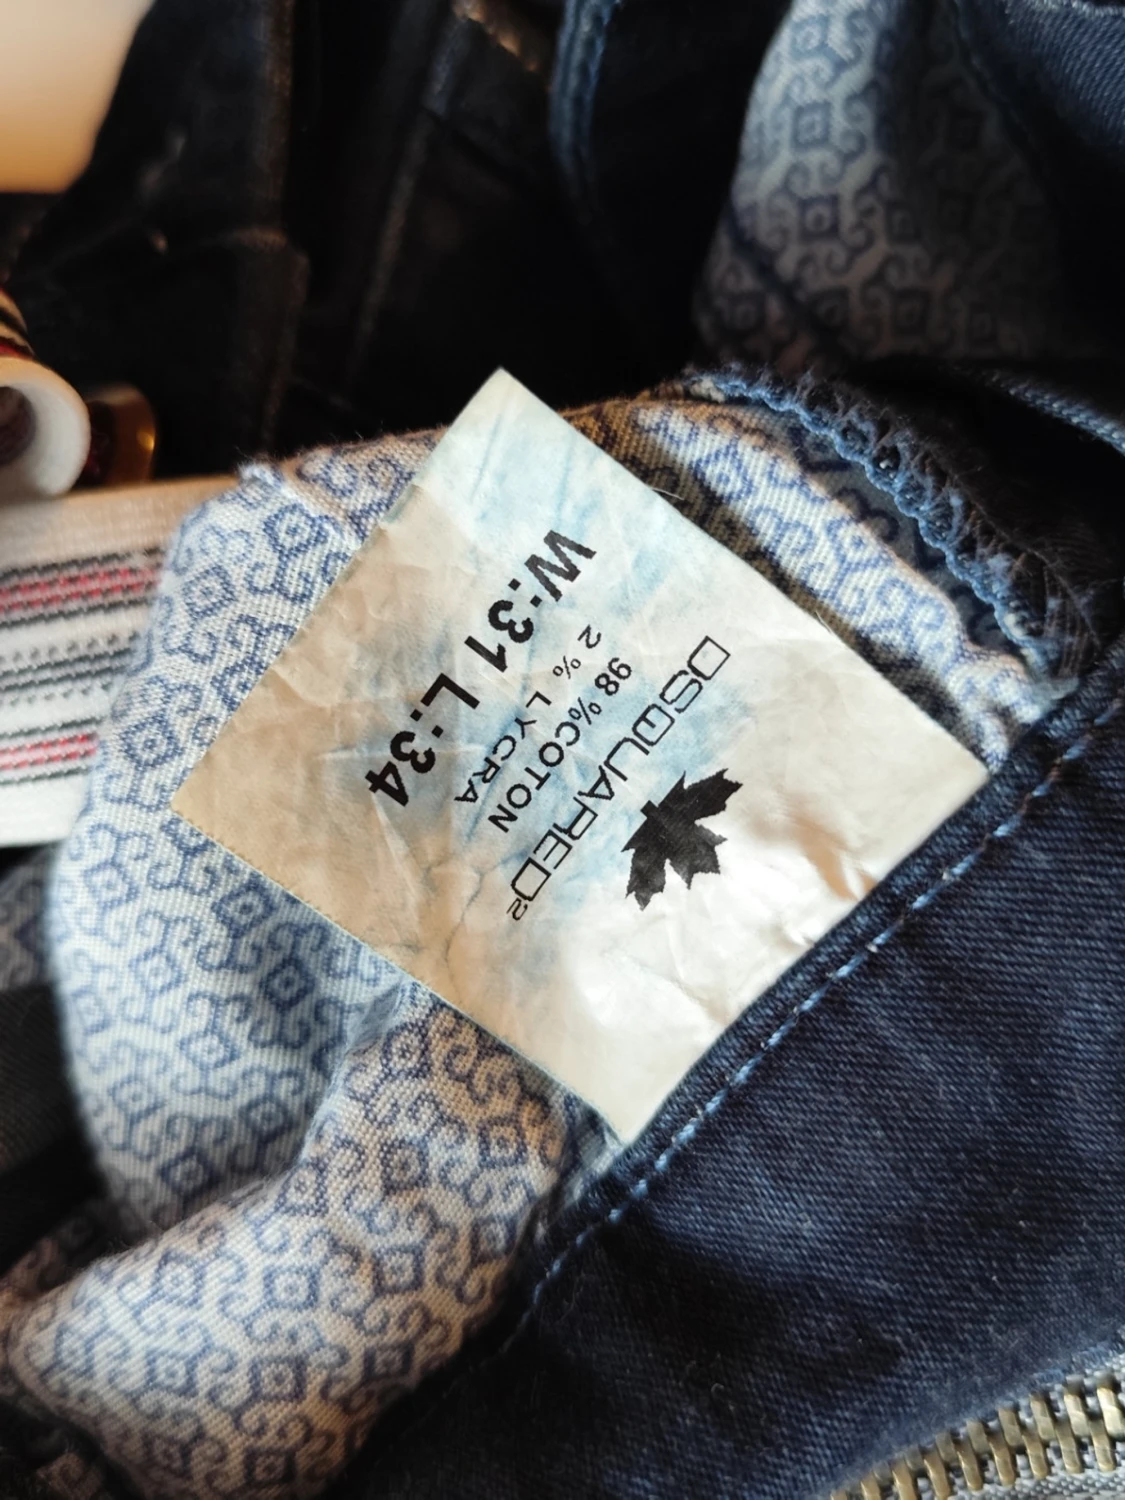 DSQUARED2
98 %COTON
2 % LYCRA
W:31 L:34